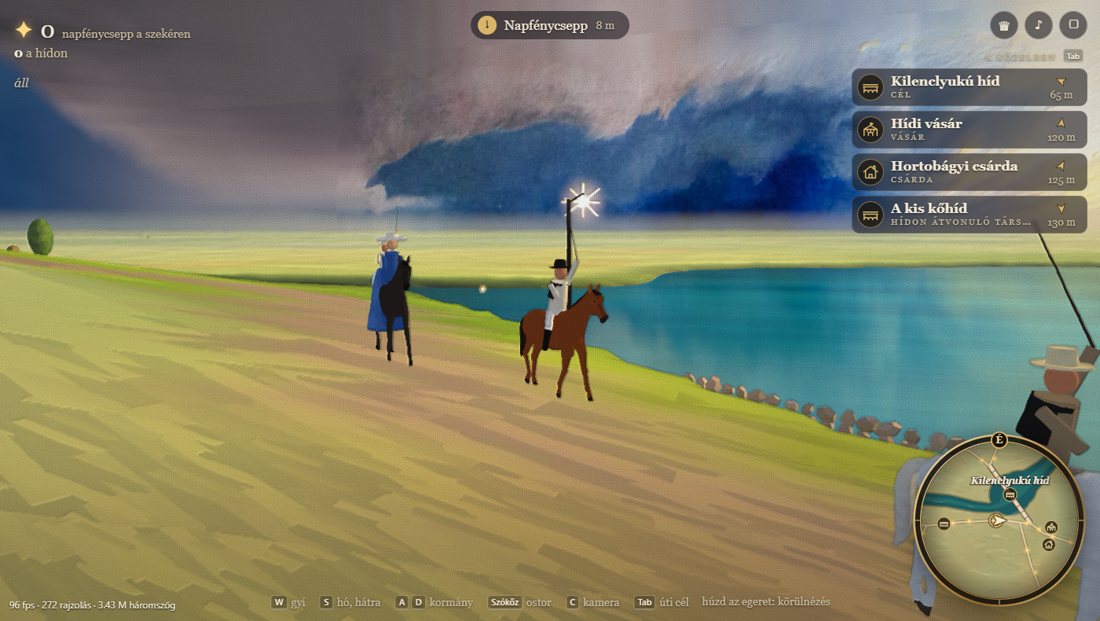 0 napfénycsepp a szekéren
0 a hídon
áll
Napfénycsepp 8 m
A KÖZELBEN Tab
Kilenclyukú híd
CÉL
65 m
Hídi vásár
VÁSÁR
120 m
Hortobágyi csárda
CSÁRDA
125 m
A kis kőhíd
HÍDON ÁTVONULÓ TÁRS...
130 m
É
Kilenclyukú híd
96 fps · 272 rajzolás · 3.43 M háromszög
W gyí S hó, hátra A D kormány Szóköz ostor C kamera Tab úti cél húzd az egeret: körülnézés